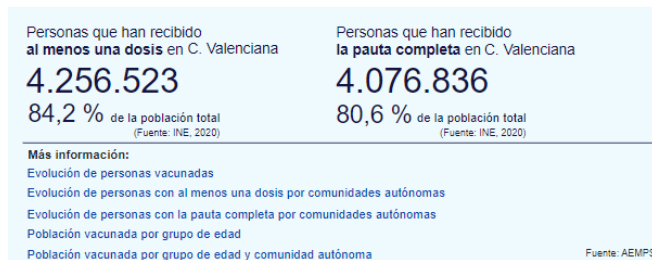 Personas que han recibido
al menos una dosis en C. Valenciana
4.256.523
84,2 % de la población total
(Fuente: INE, 2020)
Personas que han recibido
la pauta completa en C. Valenciana
4.076.836
80,6 % de la población total
(Fuente: INE, 2020)
Más información:
Evolución de personas vacunadas
Evolución de personas con al menos una dosis por comunidades autónomas
Evolución de personas con la pauta completa por comunidades autónomas
Población vacunada por grupo de edad
Población vacunada por grupo de edad y comunidad autónoma
Fuente: AEMPS